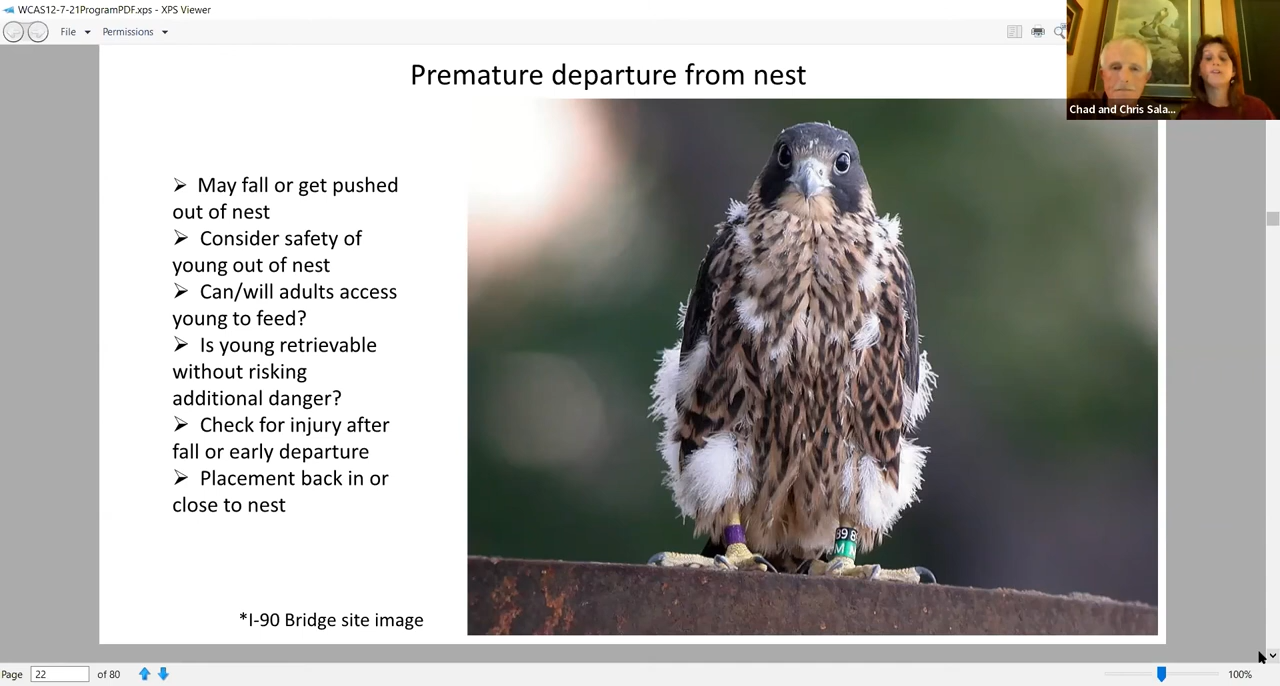 WCAS12-7-21ProgramPDF.xps - XPS Viewer
File Permissions
Chad and Chris Sala...
Premature departure from nest
➢ May fall or get pushed
out of nest
➢ Consider safety of
young out of nest
➢ Can/will adults access
young to feed?
➢ Is young retrievable
without risking
additional danger?
➢ Check for injury after
fall or early departure
➢ Placement back in or
close to nest
89
M
*I-90 Bridge site image
Page 22 of 80
100%